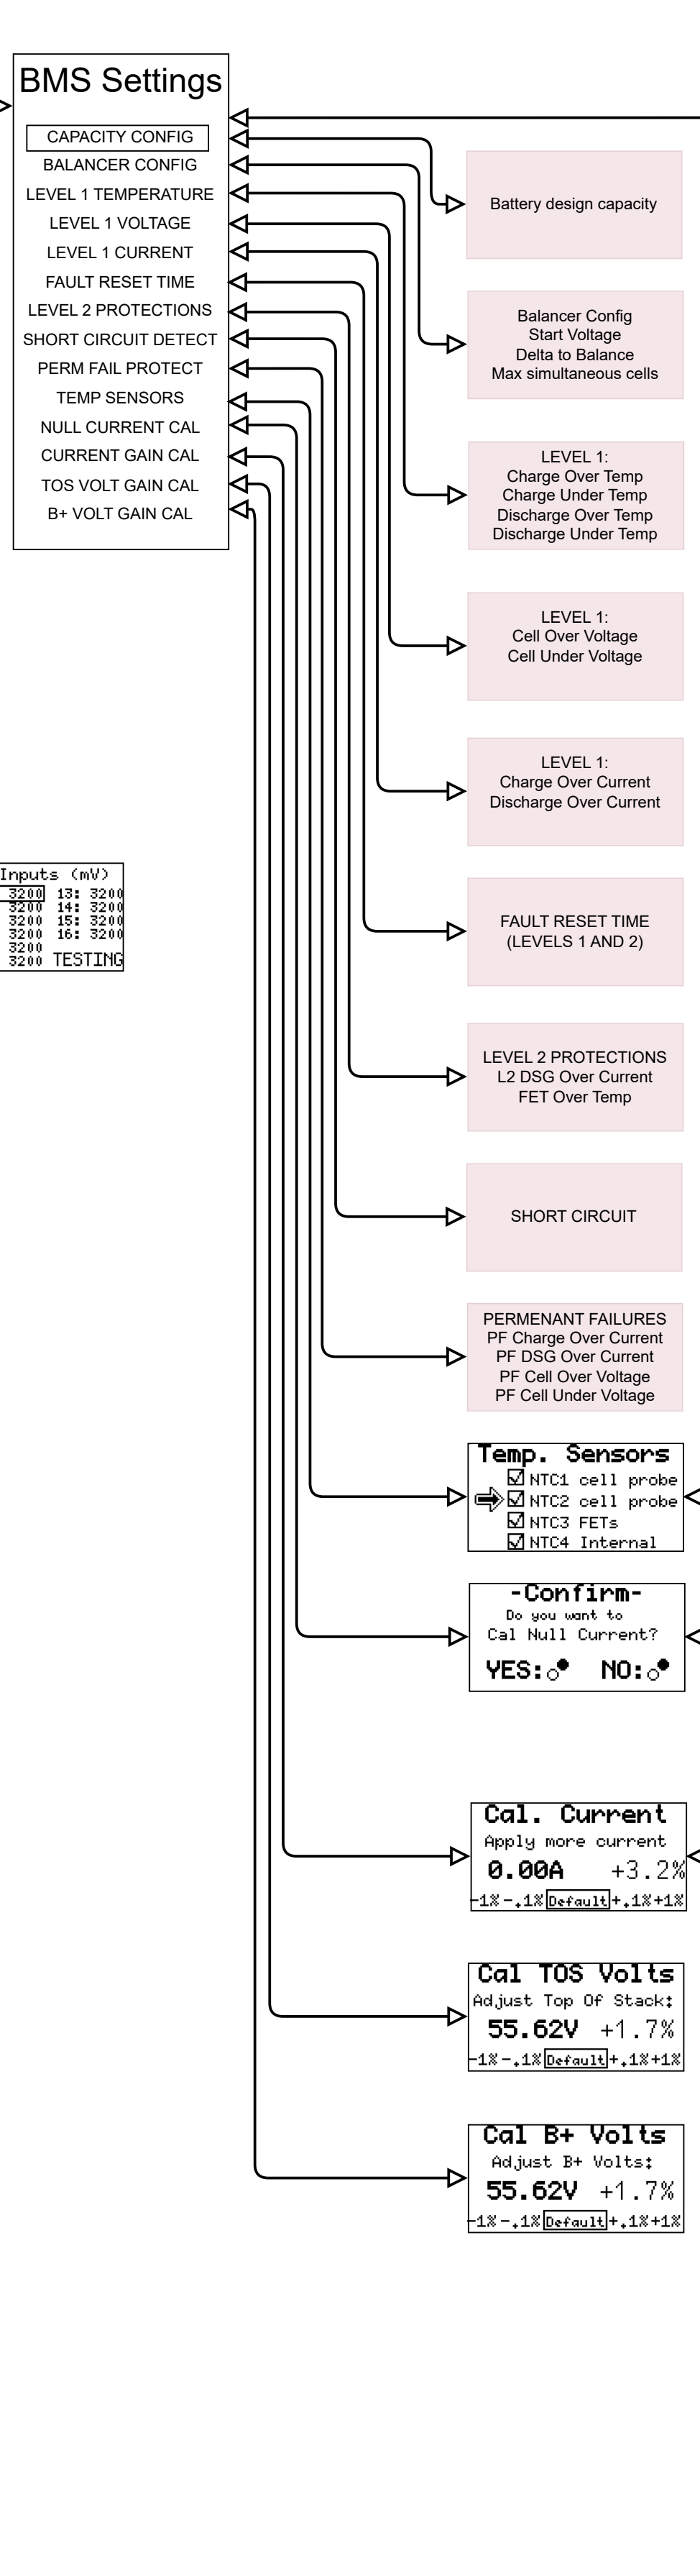 BMS Settings
CAPACITY CONFIG
BALANCER CONFIG
LEVEL 1 TEMPERATURE
LEVEL 1 VOLTAGE
LEVEL 1 CURRENT
FAULT RESET TIME
LEVEL 2 PROTECTIONS
SHORT CIRCUIT DETECT
PERM FAIL PROTECT
TEMP SENSORS
NULL CURRENT CAL
CURRENT GAIN CAL
TOS VOLT GAIN CAL
B+ VOLT GAIN CAL
Battery design capacity
Balancer Config
Start Voltage
Delta to Balance
Max simultaneous cells
LEVEL 1:
Charge Over Temp
Charge Under Temp
Discharge Over Temp
Discharge Under Temp
LEVEL 1:
Cell Over Voltage
Cell Under Voltage
LEVEL 1:
Charge Over Current
Discharge Over Current
Inputs (mV)
3200 13: 3200
3200 14: 3200
3200 15: 3200
3200 16: 3200
3200
3200 TESTING
FAULT RESET TIME
(LEVELS 1 AND 2)
LEVEL 2 PROTECTIONS
L2 DSG Over Current
FET Over Temp
SHORT CIRCUIT
PERMENANT FAILURES
PF Charge Over Current
PF DSG Over Current
PF Cell Over Voltage
PF Cell Under Voltage
Temp. Sensors
NTC1 cell probe
NTC2 cell probe
NTC3 FETs
NTC4 Internal
-Confirm-
Do you want to
Cal Null Current?
YES: NO:
Cal. Current
Apply more current
0.00A +3.2%
-1% -.1% Default +.1% +1%
Cal TOS Volts
Adjust Top Of Stack:
55.62V +1.7%
-1% -.1% Default +.1% +1%
Cal B+ Volts
Adjust B+ Volts:
55.62V +1.7%
-1% -.1% Default +.1% +1%